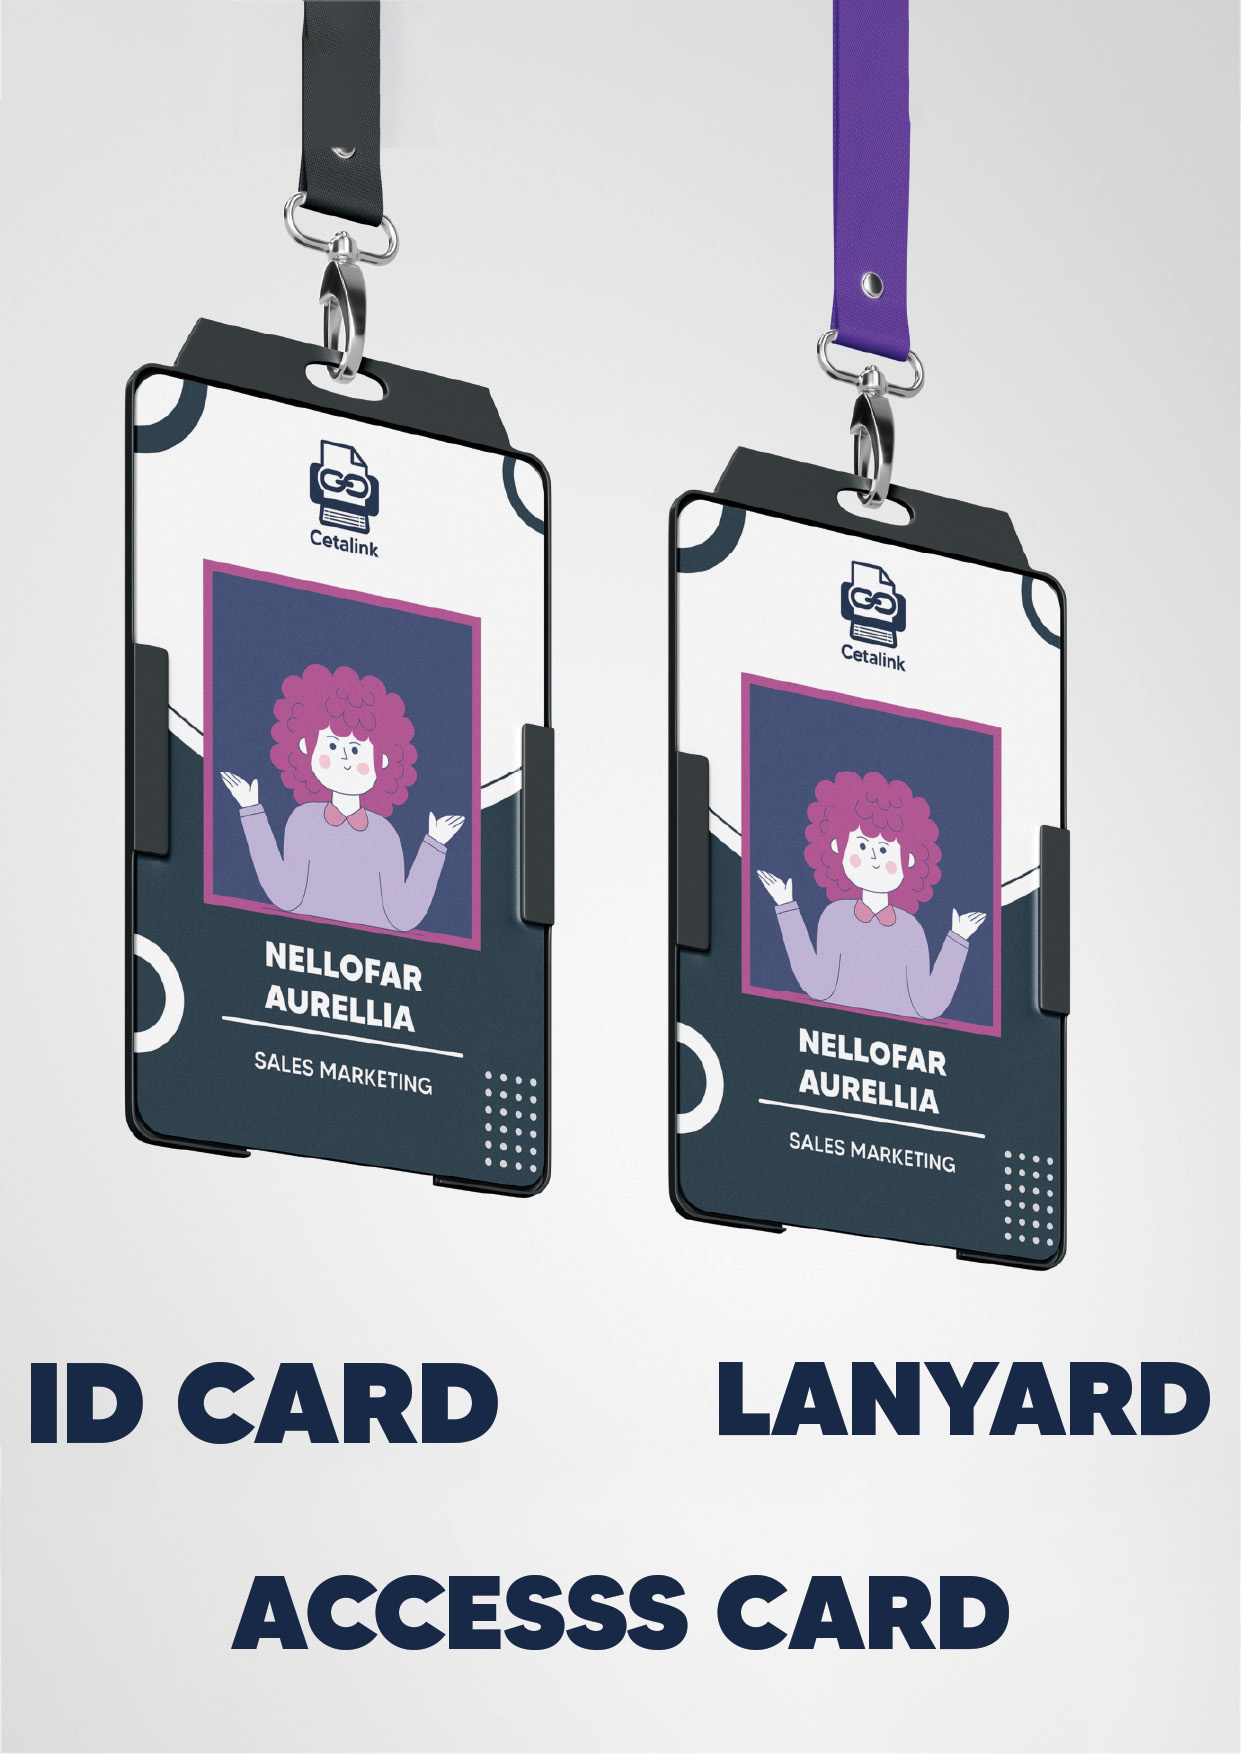 Cetalink
NELLOFAR
AURELLIA
SALES MARKETING
Cetalink
NELLOFAR
AURELLIA
SALES MARKETING
ID CARD
LANYARD
ACCESSS CARD